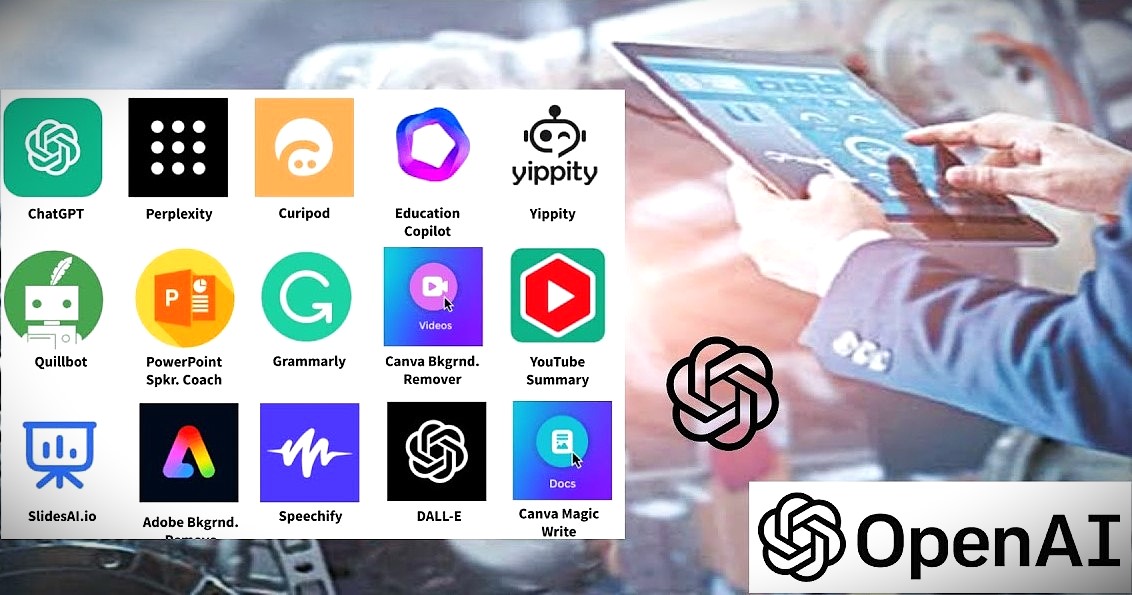 ChatGPT
Perplexity
Curipod
Education
Copilot
yippity
Yippity
Quillbot
P
PowerPoint
Spkr. Coach
Grammarly
Videos
Canva Bkgrnd.
Remover
YouTube
Summary
SlidesAI.io
Adobe Bkgrnd.
Speechify
DALL-E
Docs
Canva Magic
Write
OpenAI